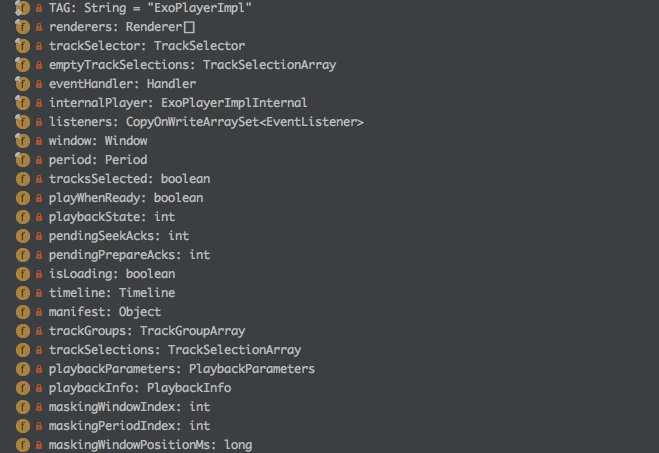 TAG: String = "ExoPlayerImpl"
renderers: Renderer[]
trackSelector: TrackSelector
emptyTrackSelections: TrackSelectionArray
eventHandler: Handler
internalPlayer: ExoPlayerImplInternal
listeners: CopyOnWriteArraySet<EventListener>
window: Window
period: Period
tracksSelected: boolean
playWhenReady: boolean
playbackState: int
pendingSeekAcks: int
pendingPrepareAcks: int
isLoading: boolean
timeline: Timeline
manifest: Object
trackGroups: TrackGroupArray
trackSelections: TrackSelectionArray
playbackParameters: PlaybackParameters
playbackInfo: PlaybackInfo
maskingWindowIndex: int
maskingPeriodIndex: int
maskingWindowPositionMs: long